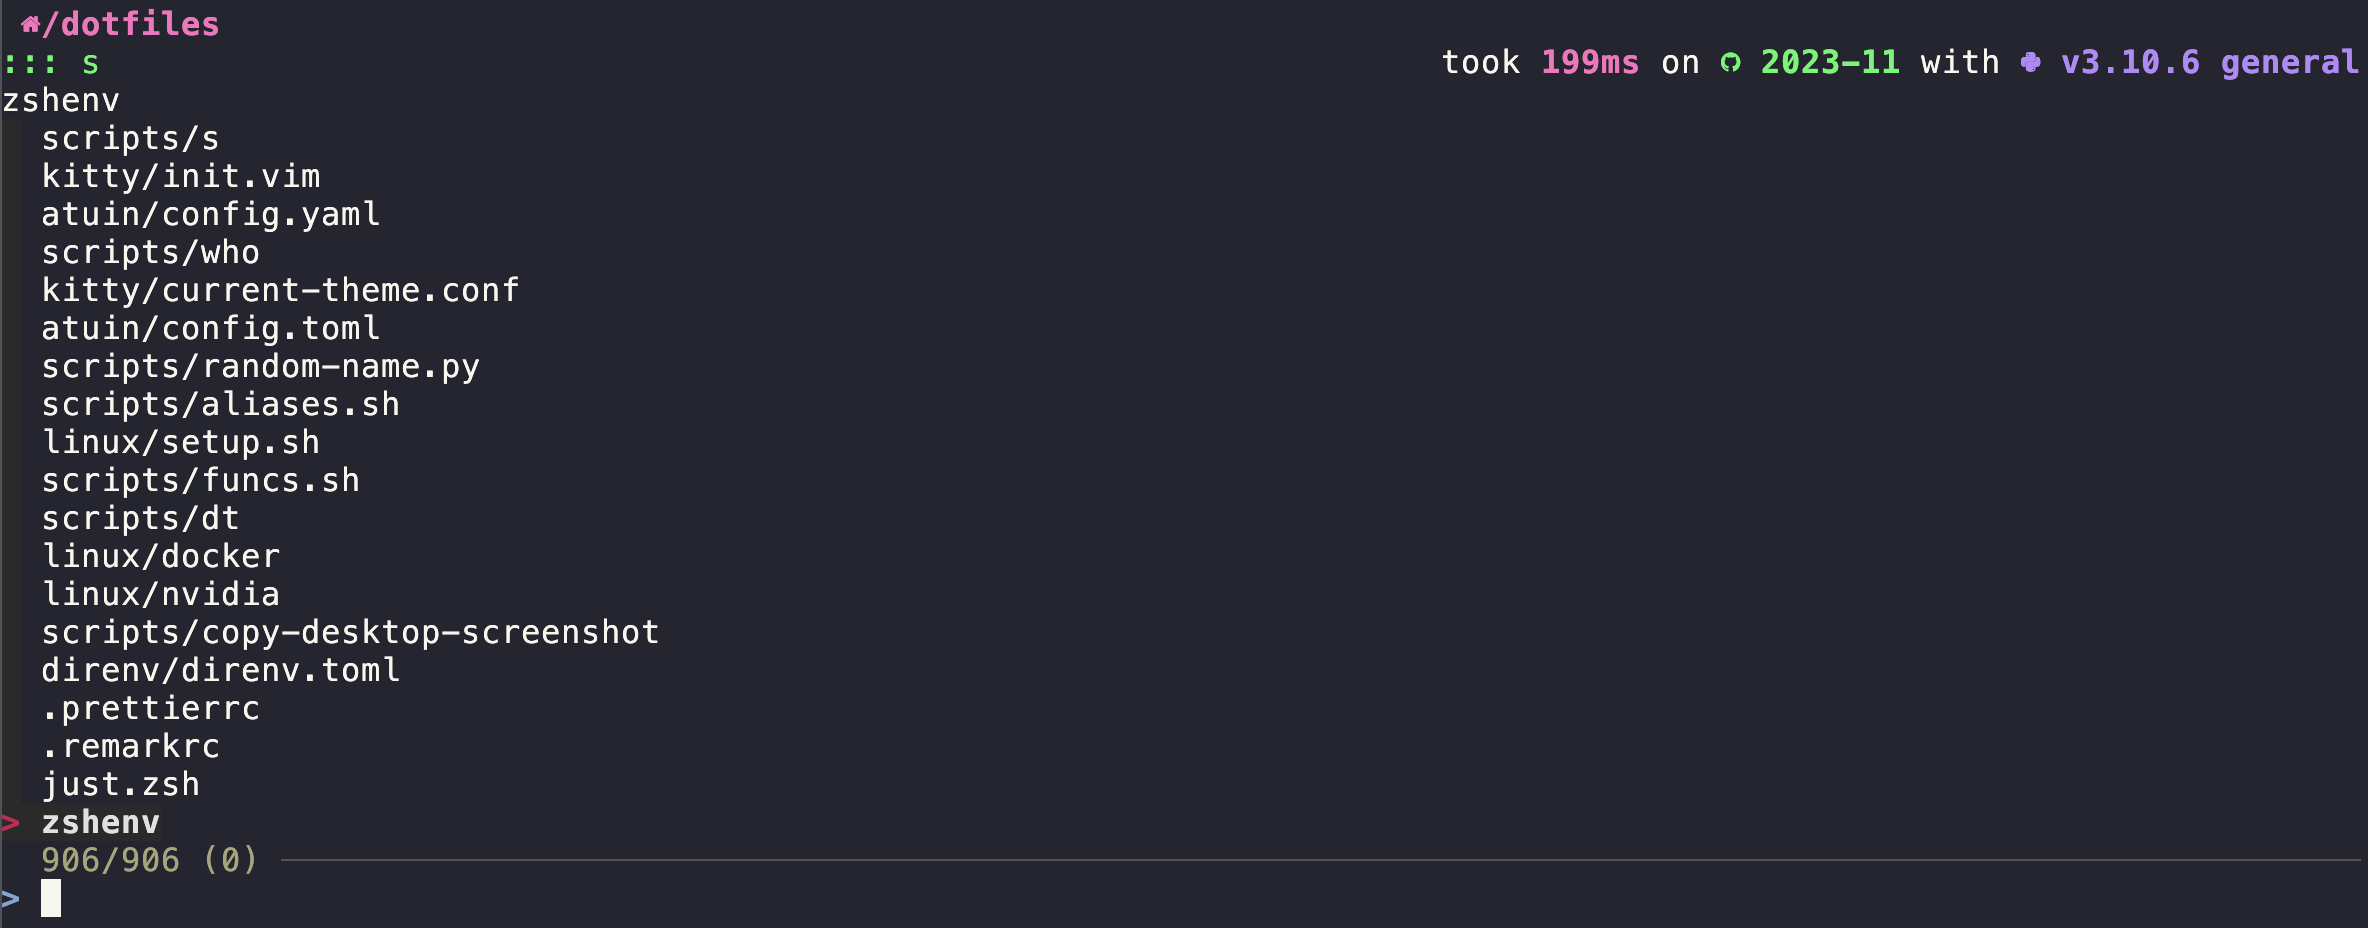 /dotfiles
::: s took 199ms on 2023-11 with v3.10.6 general
zshenv
scripts/s
kitty/init.vim
atuin/config.yaml
scripts/who
kitty/current-theme.conf
atuin/config.toml
scripts/random-name.py
scripts/aliases.sh
linux/setup.sh
scripts/funcs.sh
scripts/dt
linux/docker
linux/nvidia
scripts/copy-desktop-screenshot
direnv/direnv.toml
.prettierrc
.remarkrc
just.zsh
> zshenv
906/906 (0)
>